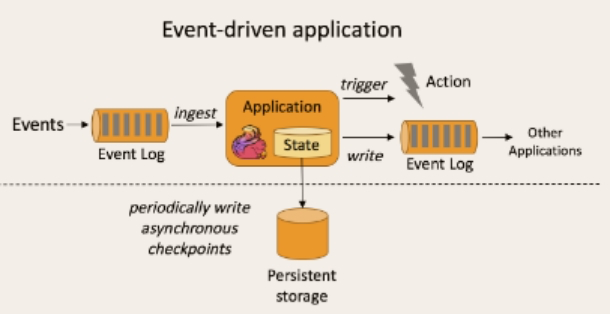 Event-driven application
trigger
Action
ingest
Application
Events
State
Event Log
write
Event Log
Other
Applications
periodically write
asynchronous
checkpoints
Persistent
storage